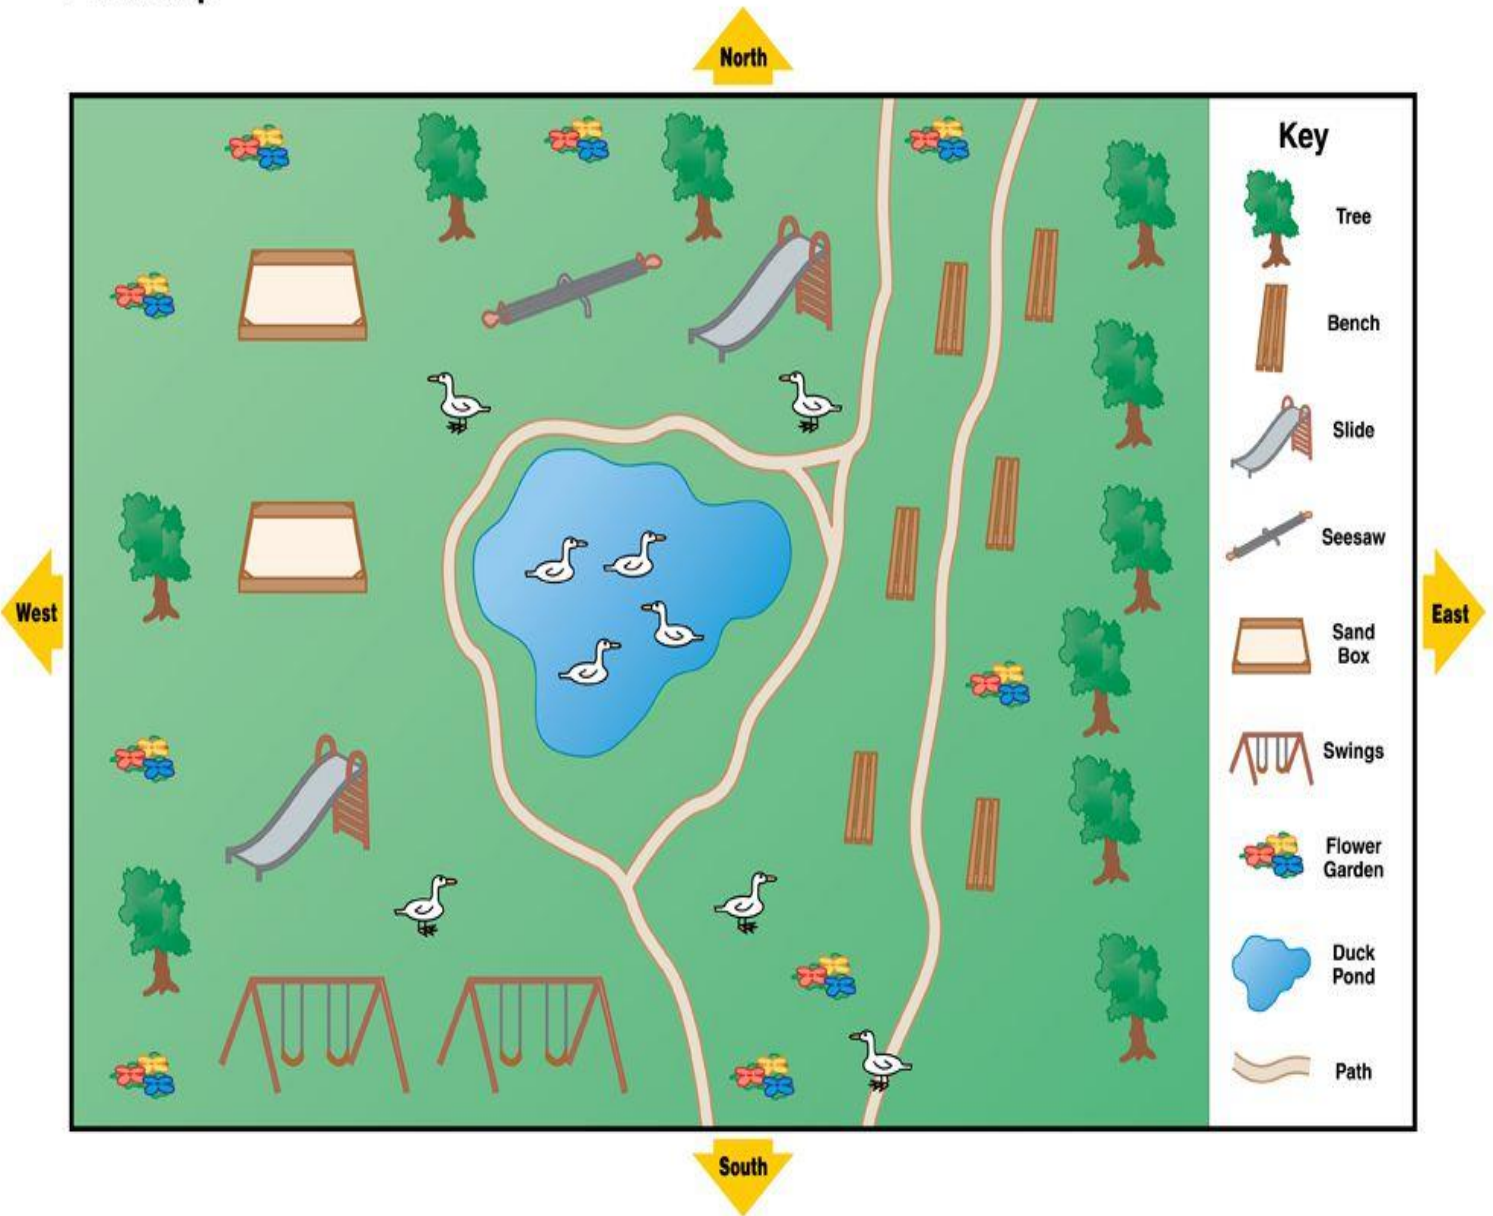 North
Key
Tree
Bench
Slide
Seesaw
West
East
Sand
Box
Swings
Flower
Garden
Duck
Pond
Path
South